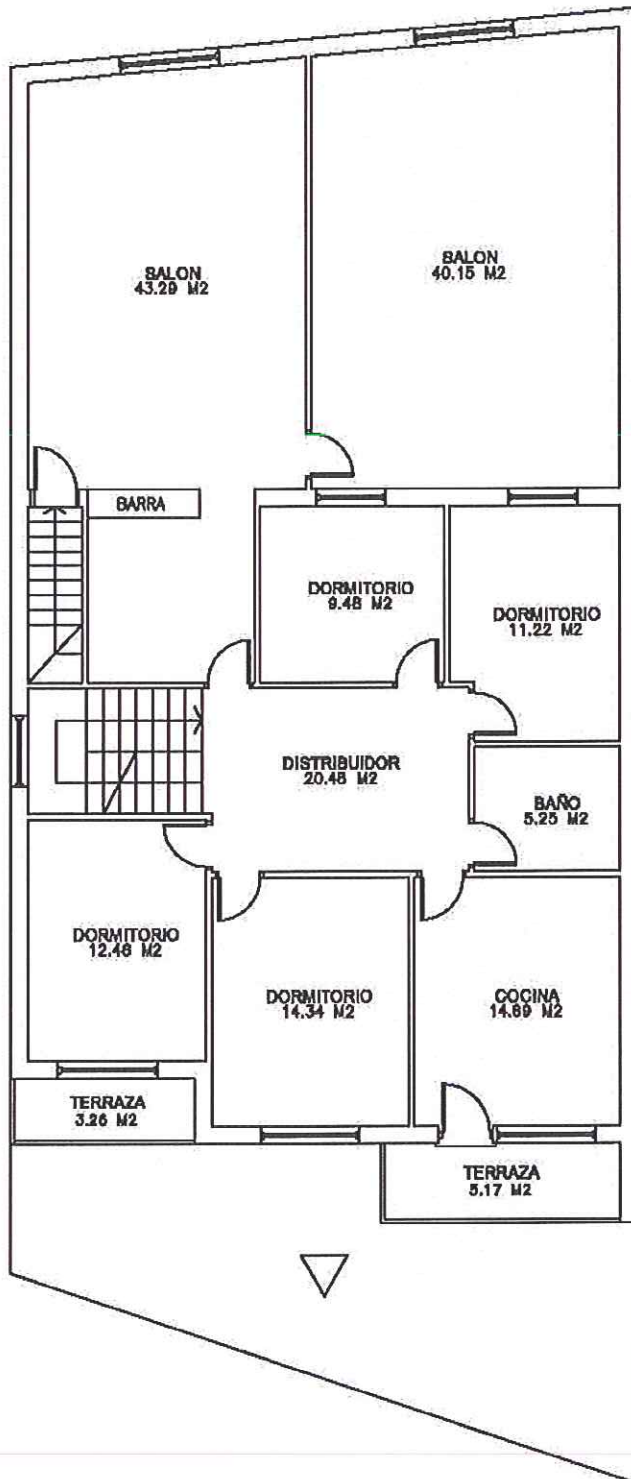 SALON
43.29 M2
SALON
40.15 M2
BARRA
DORMITORIO
9.48 M2
DORMITORIO
11.22 M2
DISTRIBUIDOR
20.48 M2
BAÑO
5.25 M2
DORMITORIO
12.48 M2
DORMITORIO
14.34 M2
COCINA
14.69 M2
TERRAZA
3.26 M2
TERRAZA
5.17 M2